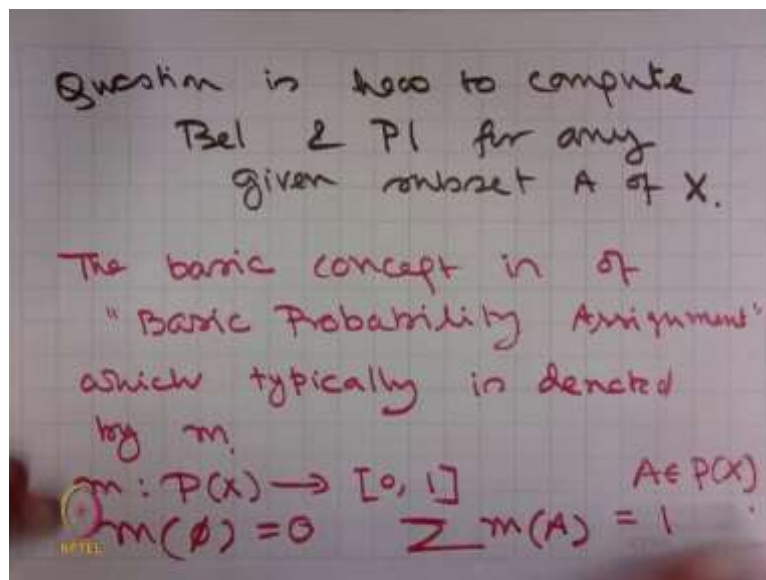 Question is how to compute
Bel & Pl for any
given subset A of X.
The basic concept is of
"Basic Probability Assignment"
which typically is denoted
by m.
m : P(X) → [0, 1] A ∈ P(X)
m(ϕ) = 0 Σ m(A) = 1
NPTEL